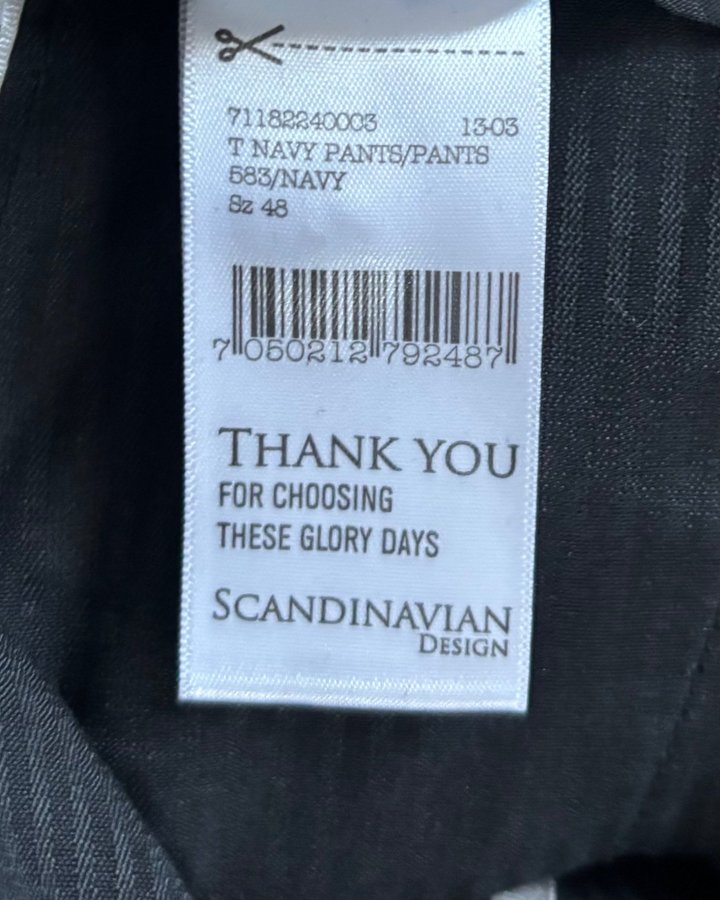 71182240003 13-03
T NAVY PANTS/PANTS
583/NAVY
Sz 48
7 050212 792487
THANK YOU
FOR CHOOSING
THESE GLORY DAYS
SCANDINAVIAN
DESIGN